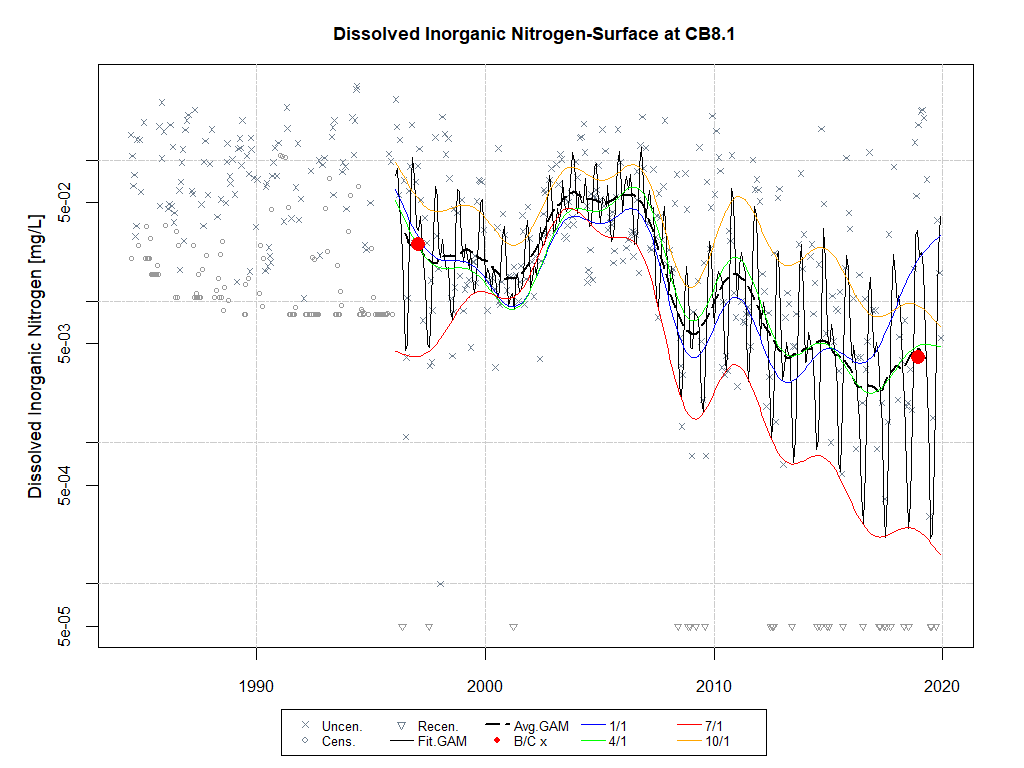 Dissolved Inorganic Nitrogen-Surface at CB8.1
Dissolved Inorganic Nitrogen [mg/L]
5e-02
5e-03
5e-04
5e-05
1990 2000 2010 2020
Uncen. Recen. Avg.GAM 1/1 7/1
Cens. Fit.GAM B/C x 4/1 10/1